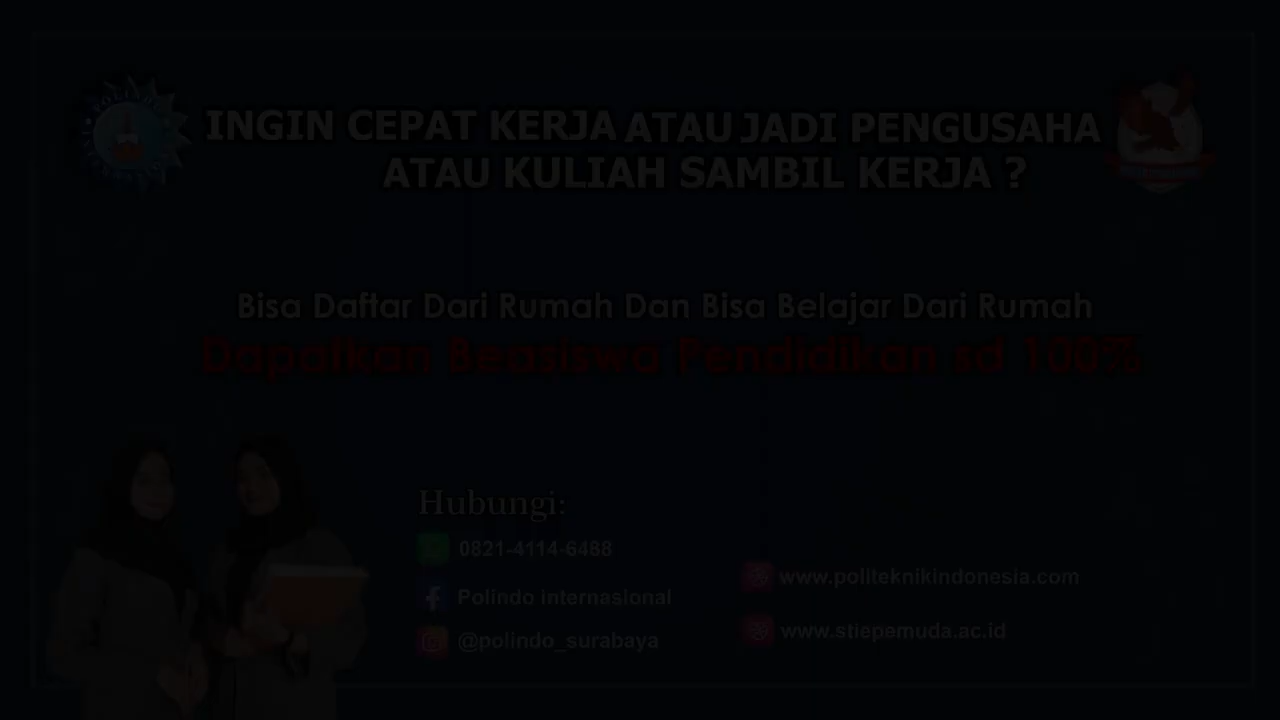 INGIN CEPAT KERJA ATAU JADI PENGUSAHA
ATAU KULIAH SAMBIL KERJA ?
Bisa Daftar Dari Rumah Dan Bisa Belajar Dari Rumah
Dapatkan Beasiswa Pendidikan sd 100%
Hubungi:
0821-4114-6488
Polindo internasional
@polindo_surabaya
www.politeknikindonesia.com
www.stiepemuda.ac.id